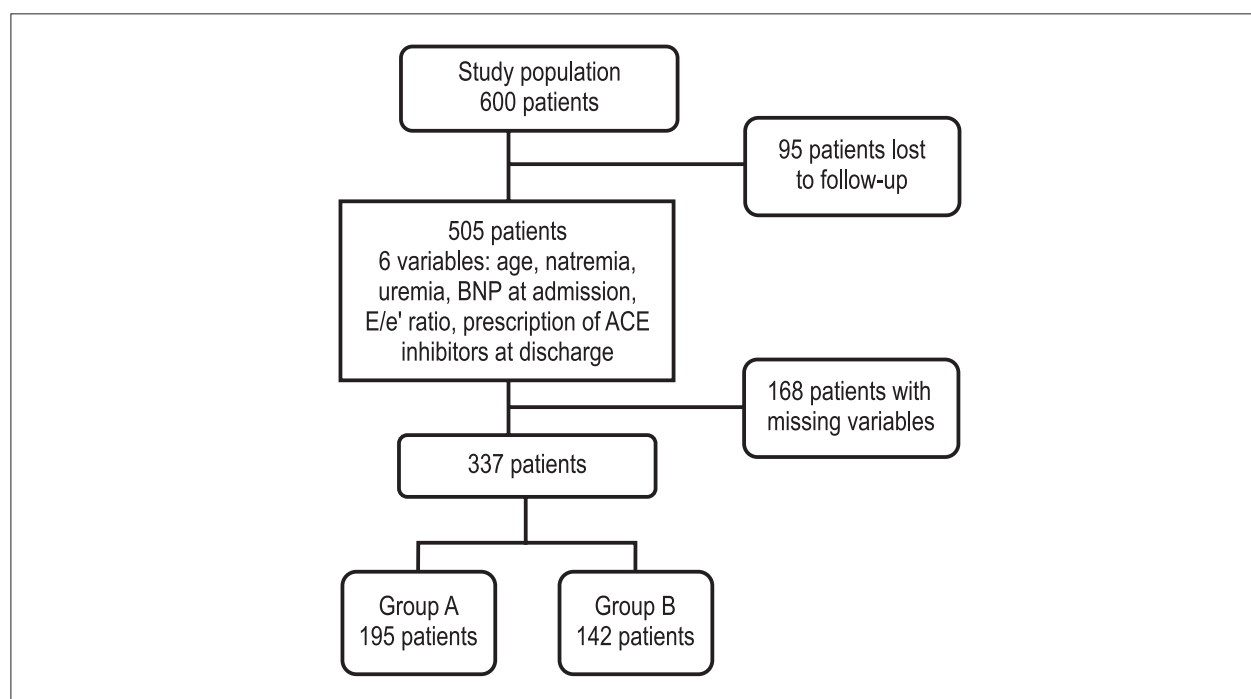 Study population
600 patients
95 patients lost
to follow-up
505 patients
6 variables: age, natremia,
uremia, BNP at admission,
E/e' ratio, prescription of ACE
inhibitors at discharge
168 patients with
missing variables
337 patients
Group A
195 patients
Group B
142 patients